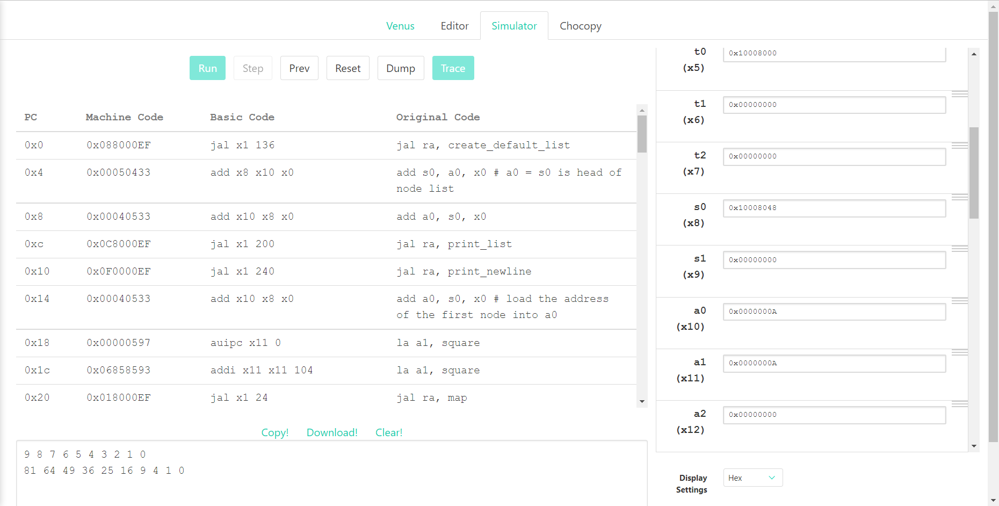 Venus Editor Simulator Chocopy
Run Step Prev Reset Dump Trace
PC Machine Code Basic Code Original Code
0x0 0x088000EF jal x1 136 jal ra, create_default_list
0x4 0x00050433 add x8 x10 x0 add s0, a0, x0 # a0 = s0 is head of
node list
0x8 0x00040533 add x10 x8 x0 add a0, s0, x0
0xc 0x0C8000EF jal x1 200 jal ra, print_list
0x10 0x0F0000EF jal x1 240 jal ra, print_newline
0x14 0x00040533 add x10 x8 x0 add a0, s0, x0 # load the address
of the first node into a0
0x18 0x00000597 auipc x11 0 la a1, square
0x1c 0x06858593 addi x11 x11 104 la a1, square
0x20 0x018000EF jal x1 24 jal ra, map
Copy! Download! Clear!
9 8 7 6 5 4 3 2 1 0
81 64 49 36 25 16 9 4 1 0
t0 0x10008000
(x5)
t1 0x00000000
(x6)
t2 0x00000000
(x7)
s0 0x10008048
(x8)
s1 0x00000000
(x9)
a0 0x0000000A
(x10)
a1 0x0000000A
(x11)
a2 0x00000000
(x12)
Display Hex
Settings